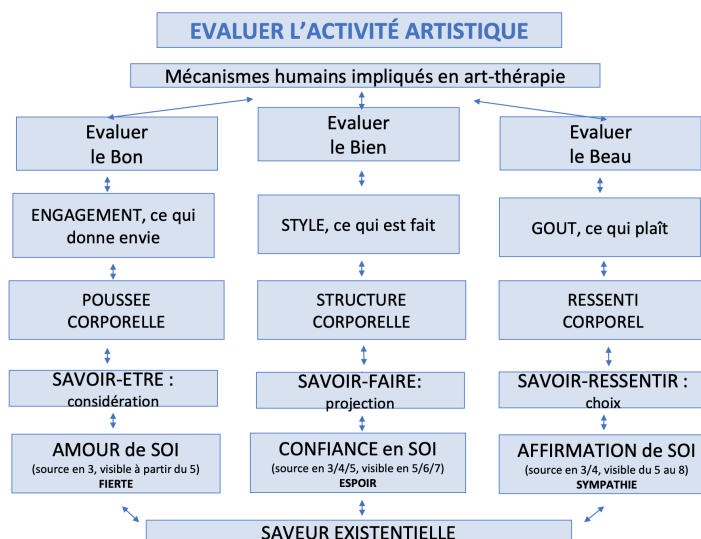 EVALUER L'ACTIVITÉ ARTISTIQUE
Mécanismes humains impliqués en art-thérapie
Evaluer
le Bon
ENGAGEMENT, ce qui
donne envie
POUSSEE
CORPORELLE
SAVOIR-ETRE :
considération
AMOUR de SOI
(source en 3, visible à partir du 5)
FIERTE
Evaluer
le Bien
STYLE, ce qui est fait
STRUCTURE
CORPORELLE
SAVOIR-FAIRE:
projection
CONFIANCE en SOI
(source en 3/4/5, visible en 5/6/7)
ESPOIR
Evaluer
le Beau
GOUT, ce qui plaît
RESSENTI
CORPOREL
SAVOIR-RESSENTIR :
choix
AFFIRMATION de SOI
(source en 3/4, visible du 5 au 8)
SYMPATHIE
SAVEUR EXISTENTIELLE